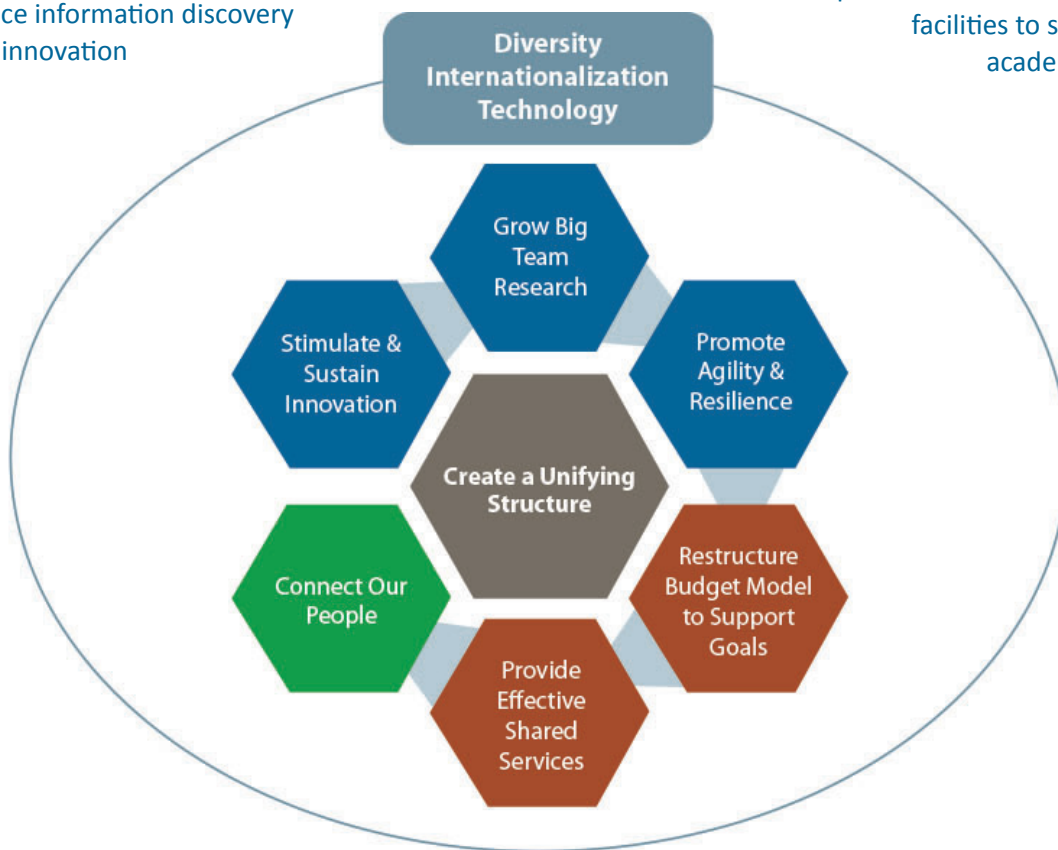 ce information discovery
innovation
facilities to s
acade
Diversity
Internationalization
Technology
Grow Big
Team
Research
Stimulate &
Sustain
Innovation
Promote
Agility &
Resilience
Create a Unifying
Structure
Connect Our
People
Restructure
Budget Model
to Support
Goals
Provide
Effective
Shared
Services